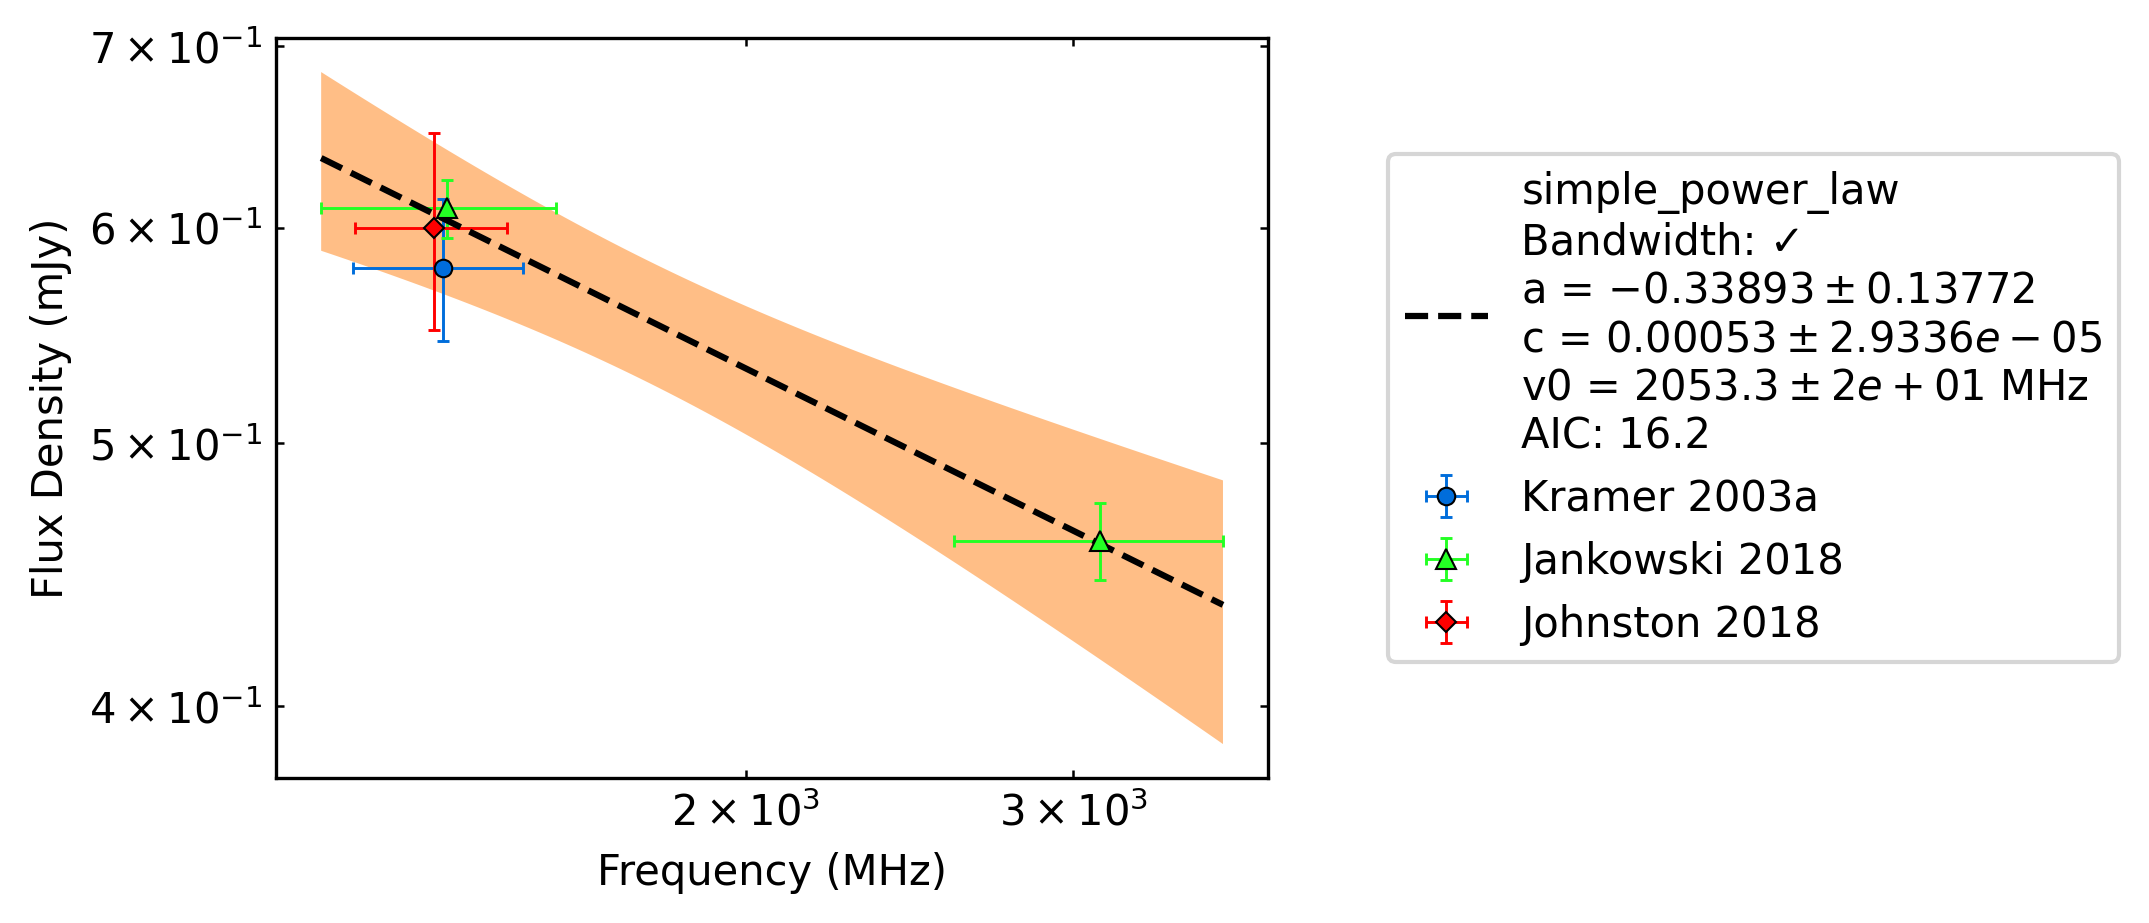 7 × 10⁻¹
6 × 10⁻¹
5 × 10⁻¹
4 × 10⁻¹
Flux Density (mJy)
2 × 10³
3 × 10³
Frequency (MHz)
simple_power_law
Bandwidth: ✓
a = −0.33893 ± 0.13772
c = 0.00053 ± 2.9336e − 05
v0 = 2053.3 ± 2e + 01 MHz
AIC: 16.2
Kramer 2003a
Jankowski 2018
Johnston 2018